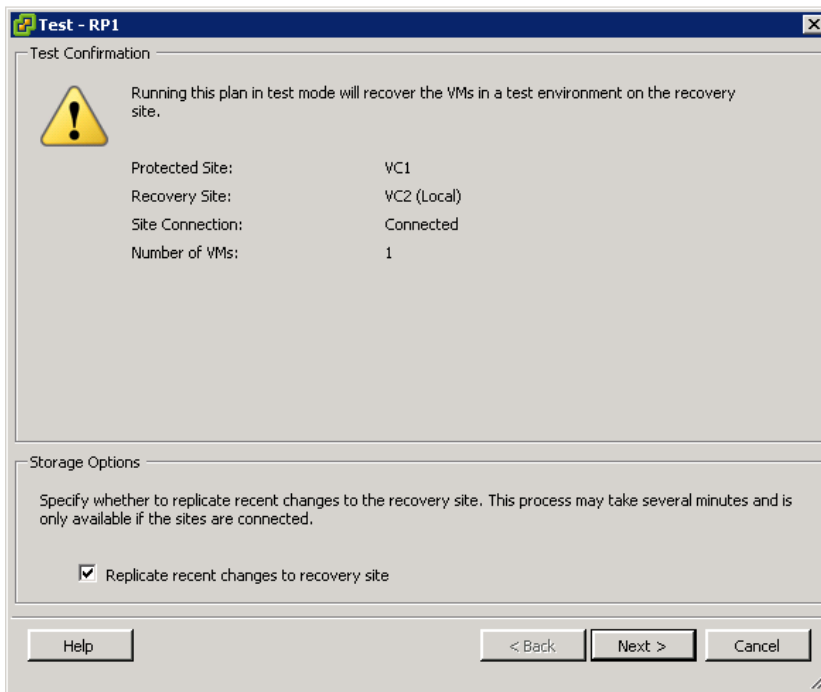 Test - RP1
Test Confirmation
Running this plan in test mode will recover the VMs in a test environment on the recovery
site.
Protected Site: VC1
Recovery Site: VC2 (Local)
Site Connection: Connected
Number of VMs: 1
Storage Options
Specify whether to replicate recent changes to the recovery site. This process may take several minutes and is
only available if the sites are connected.
Replicate recent changes to recovery site
Help < Back Next > Cancel